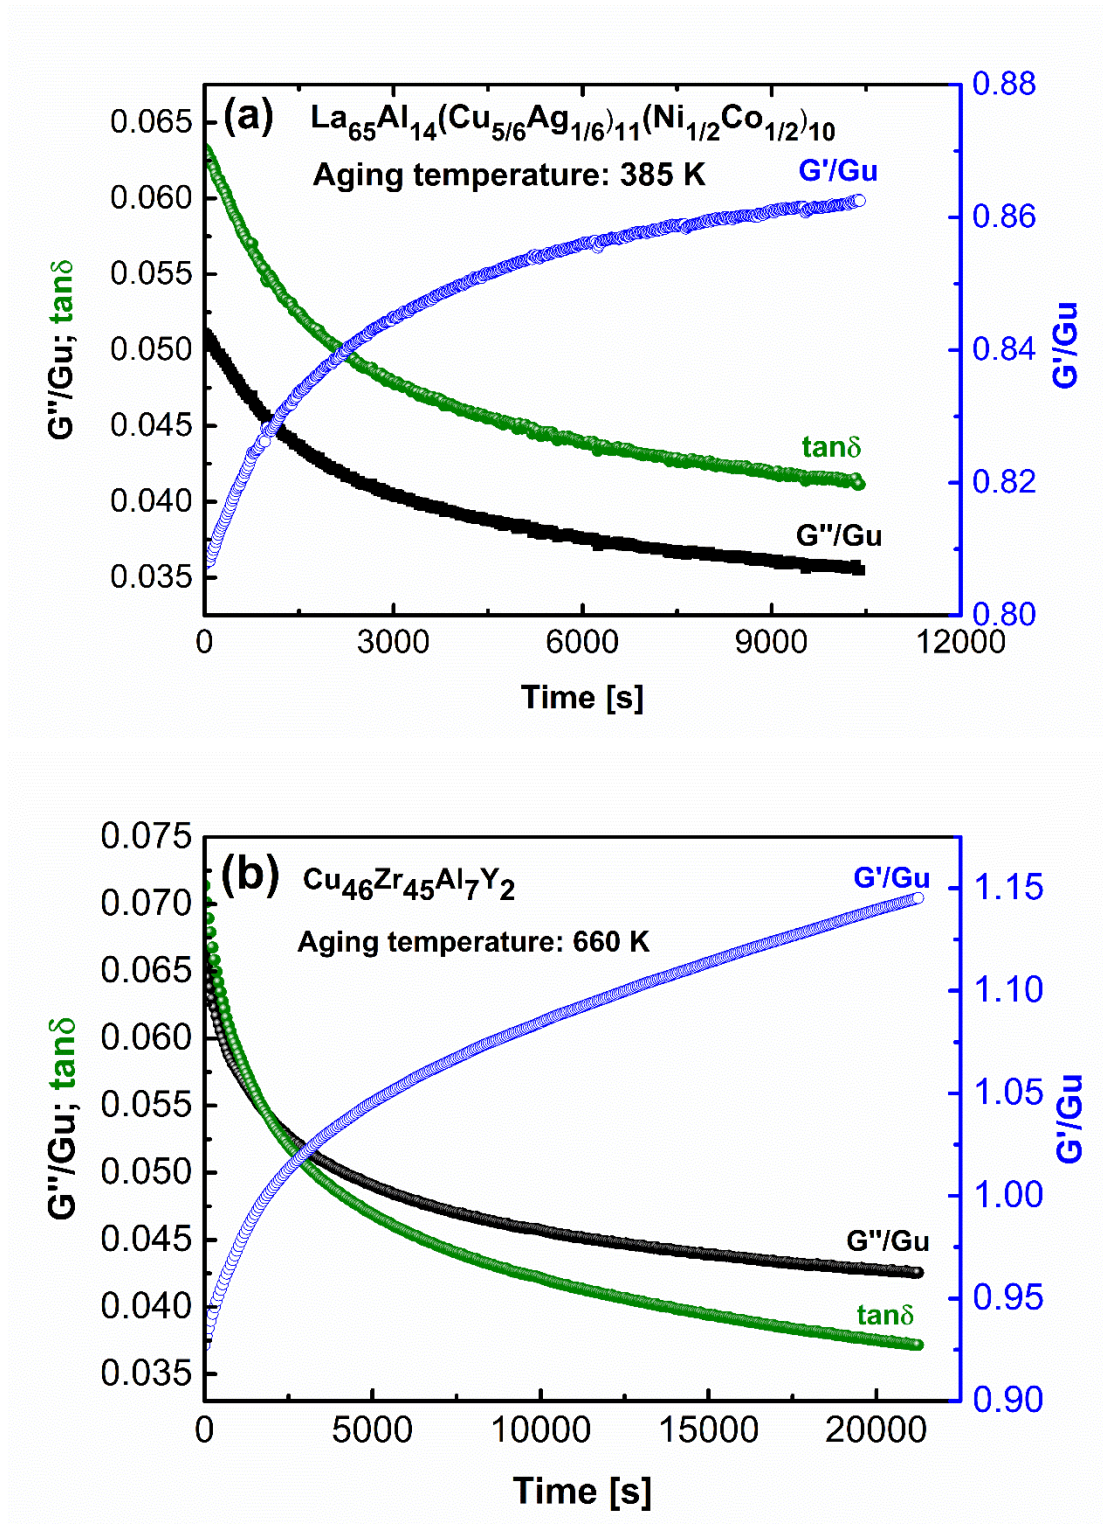 (a) La65Al14(Cu5/6Ag1/6)11(Ni1/2Co1/2)10
Aging temperature: 385 K
G'/Gu
tanδ
G''/Gu
0.065
0.060
0.055
0.050
0.045
0.040
0.035
G''/Gu; tanδ
0.88
0.86
0.84
0.82
0.80
G'/Gu
0 3000 6000 9000 12000
Time [s]
(b) Cu46Zr45Al7Y2
Aging temperature: 660 K
G'/Gu
G''/Gu
tanδ
0.075
0.070
0.065
0.060
0.055
0.050
0.045
0.040
0.035
G''/Gu; tanδ
1.15
1.10
1.05
1.00
0.95
0.90
G'/Gu
0 5000 10000 15000 20000
Time [s]